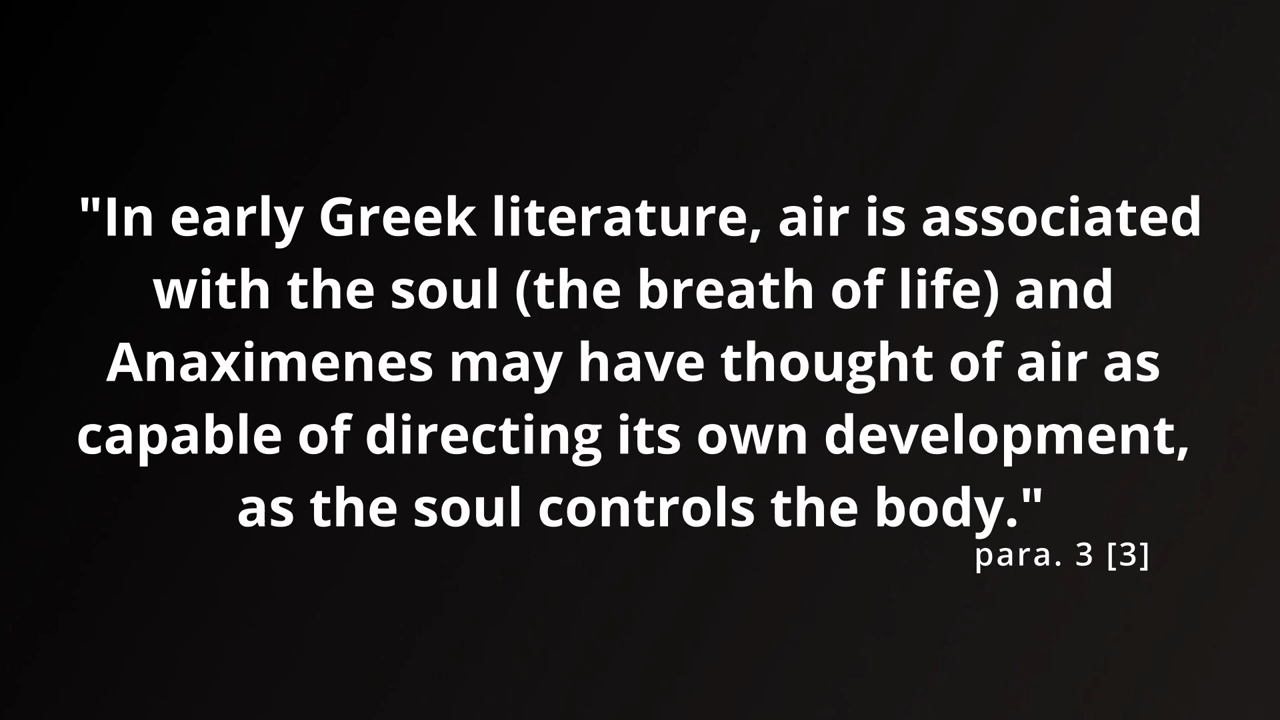 "In early Greek literature, air is associated
with the soul (the breath of life) and
Anaximenes may have thought of air as
capable of directing its own development,
as the soul controls the body."
para. 3 [3]